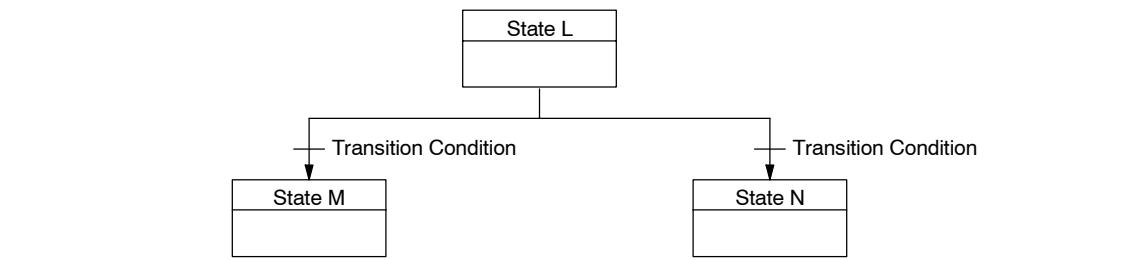 State L
Transition Condition
Transition Condition
State M
State N